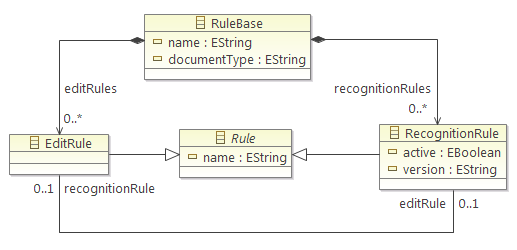 RuleBase
name : EString
documentType : EString
editRules
recognitionRules
0..*
0..*
EditRule
Rule
name : EString
RecognitionRule
active : EBoolean
version : EString
0..1 recognitionRule
editRule 0..1